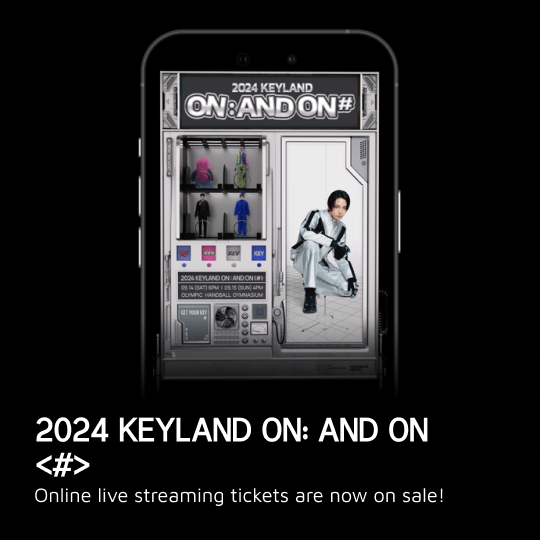 2024 KEYLAND
ON:AND ON#
KEY
2024 KEYLAND ON : AND ON <#>
09.14 (SAT) 6PM I 09.15 (SUN) 4PM
OLYMPIC HANDBALL GYMNASIUM
GET YOUR KEY
2024 KEYLAND ON: AND ON
<#>
Online live streaming tickets are now on sale!